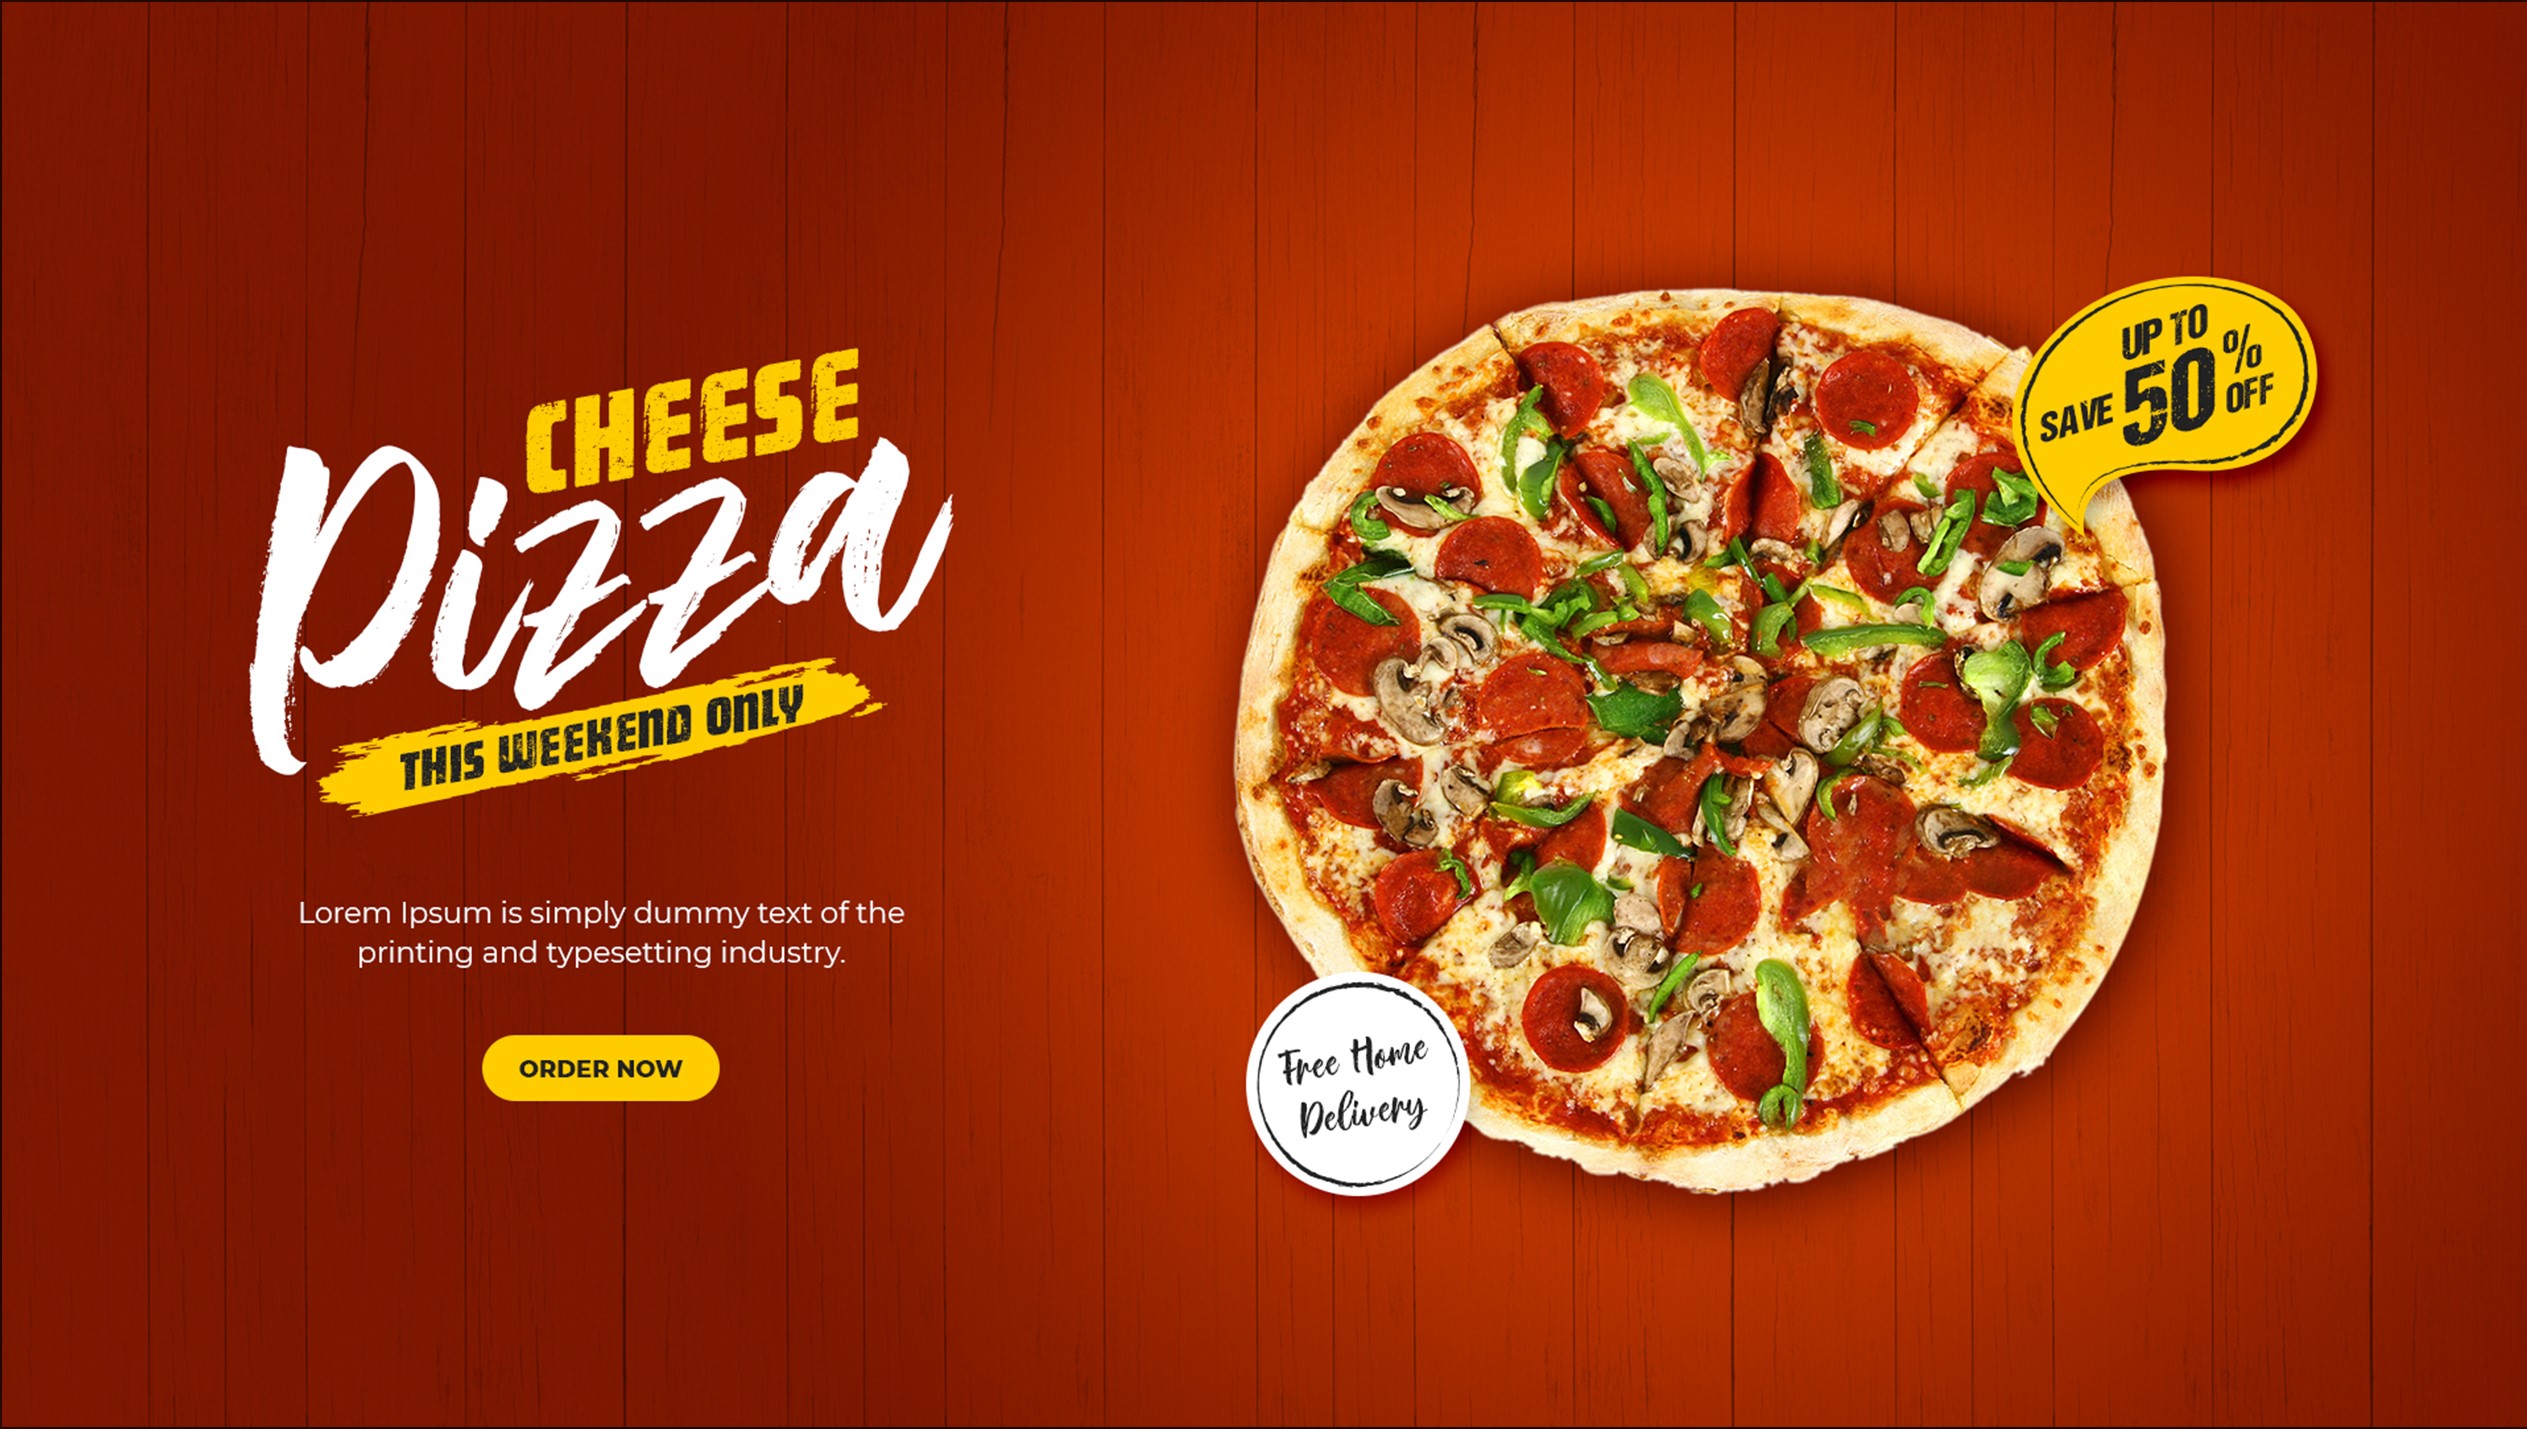 CHEESE
Pizza
THIS WEEKEND ONLY
Lorem Ipsum is simply dummy text of the
printing and typesetting industry.
ORDER NOW
UP TO
SAVE 50% OFF
Free Home
Delivery